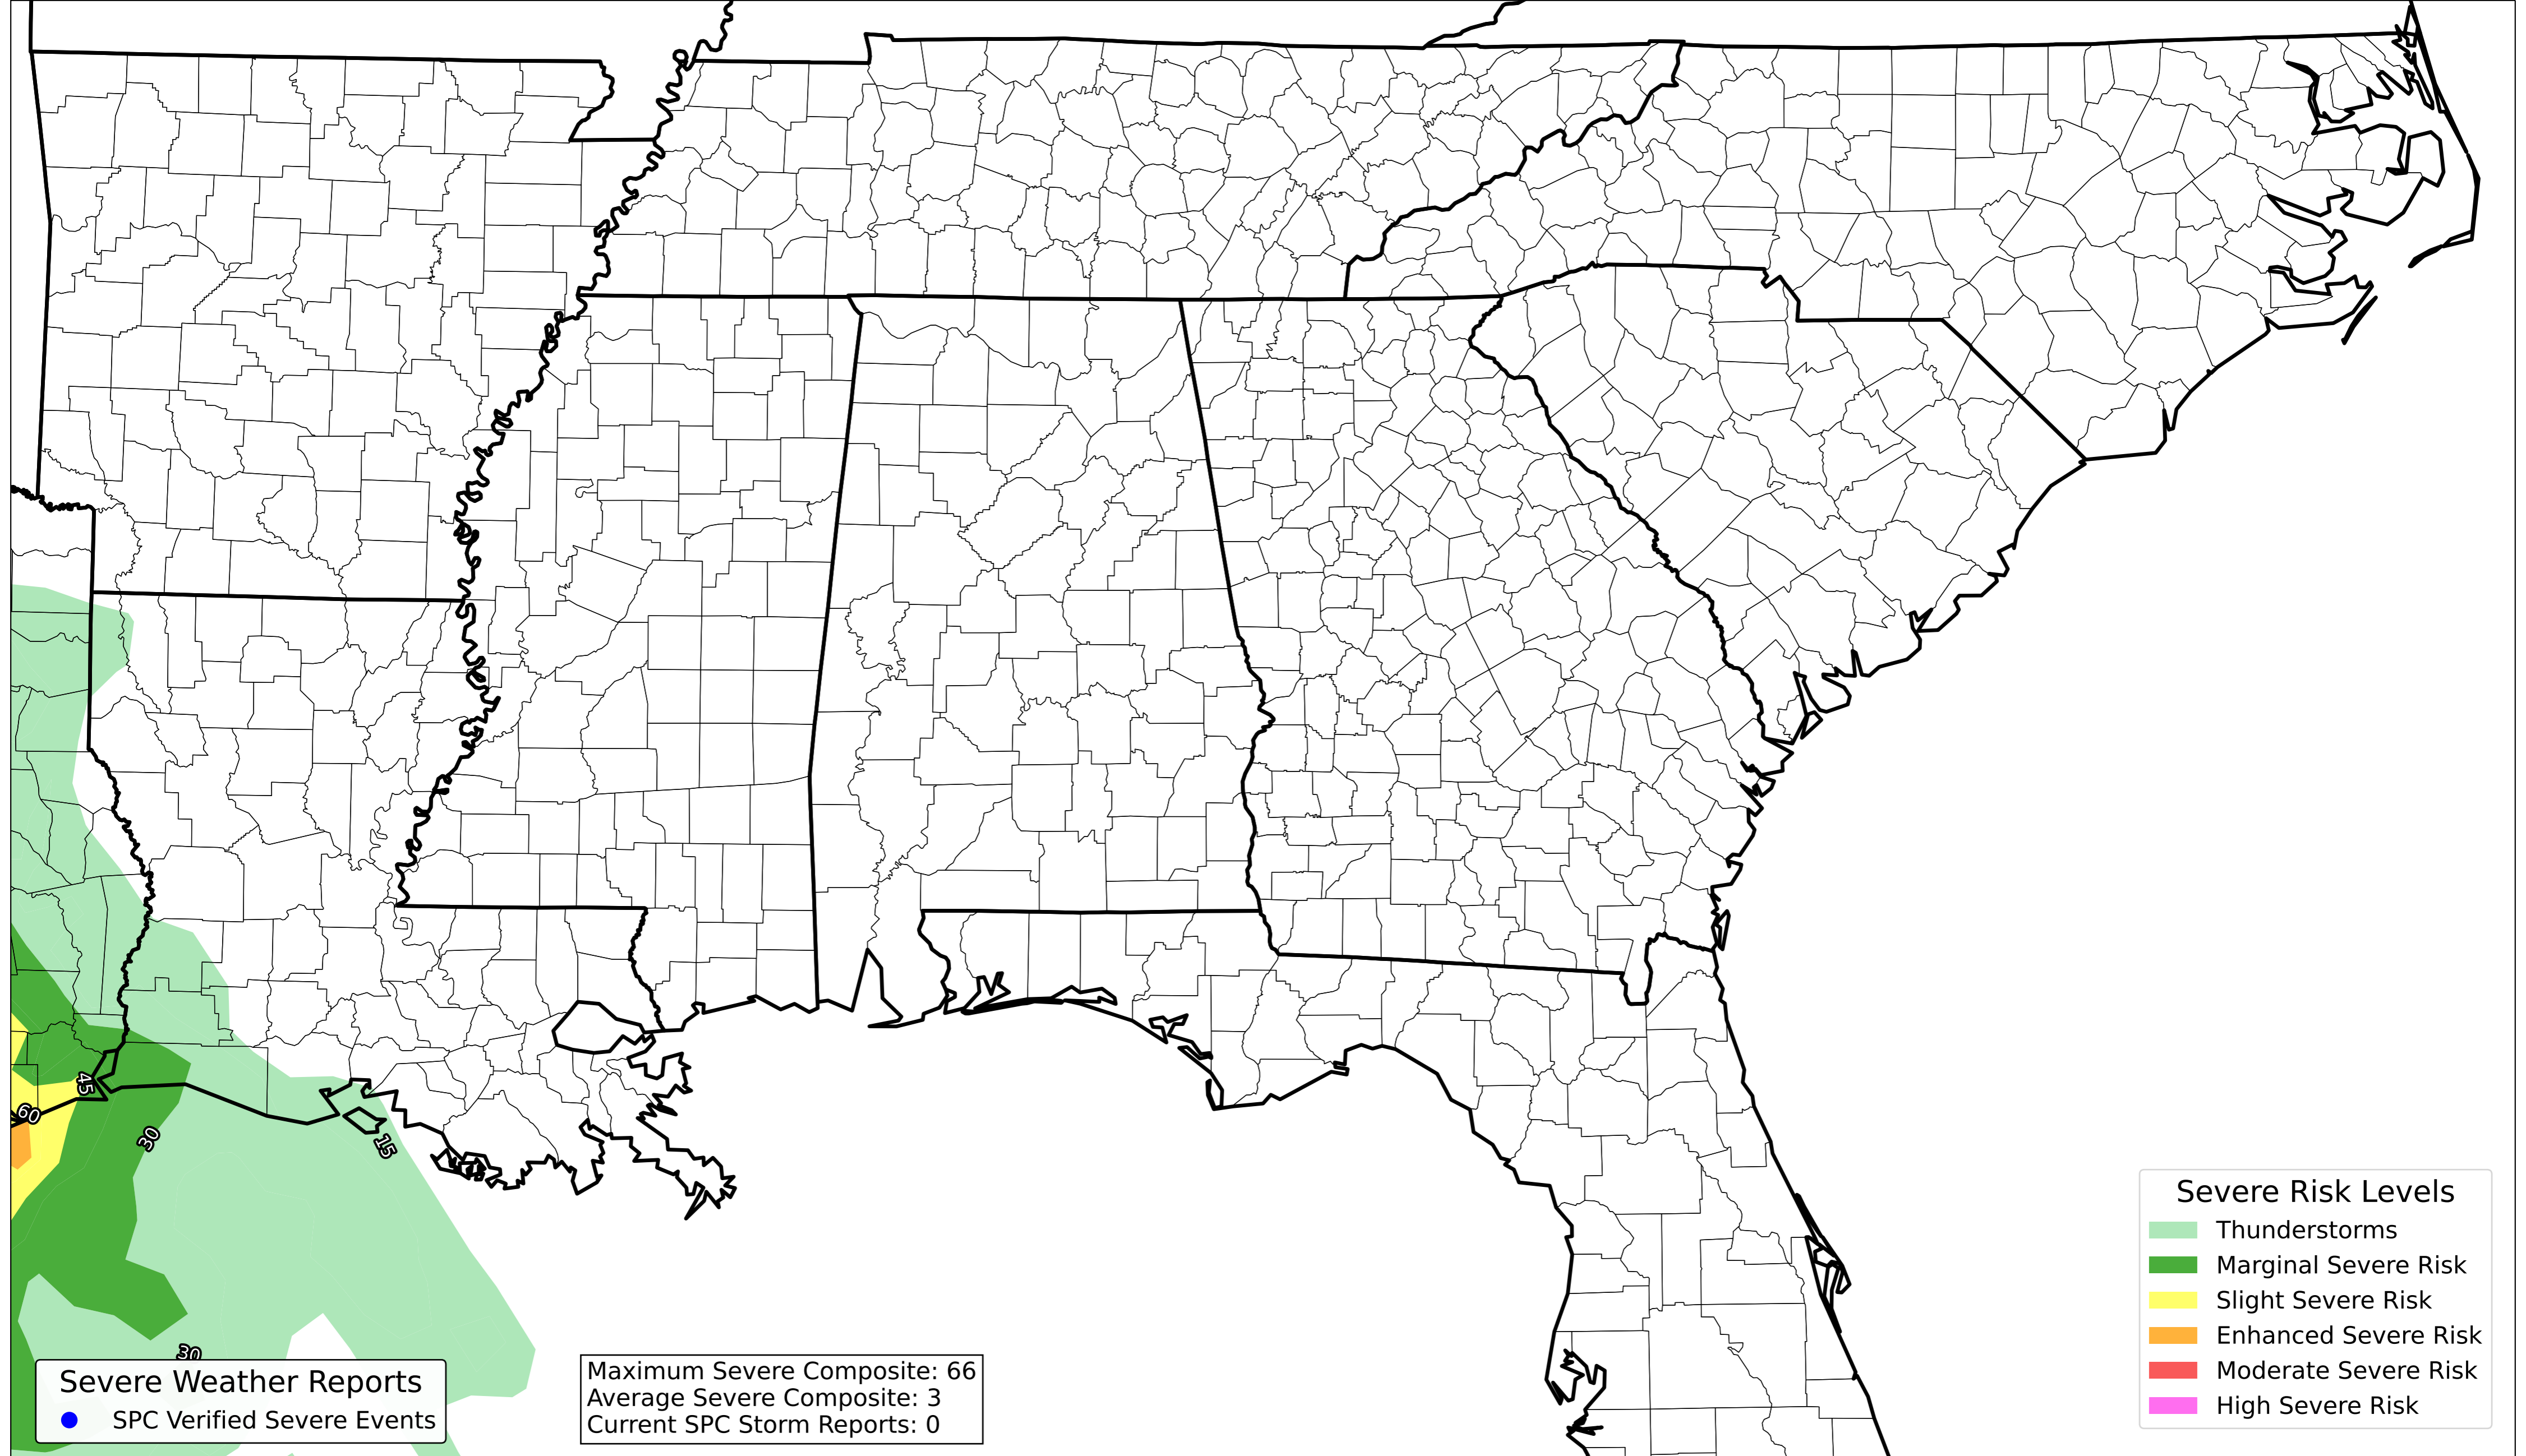 45
60
30
15
30
Severe Weather Reports
SPC Verified Severe Events
Maximum Severe Composite: 66
Average Severe Composite: 3
Current SPC Storm Reports: 0
Severe Risk Levels
Thunderstorms
Marginal Severe Risk
Slight Severe Risk
Enhanced Severe Risk
Moderate Severe Risk
High Severe Risk